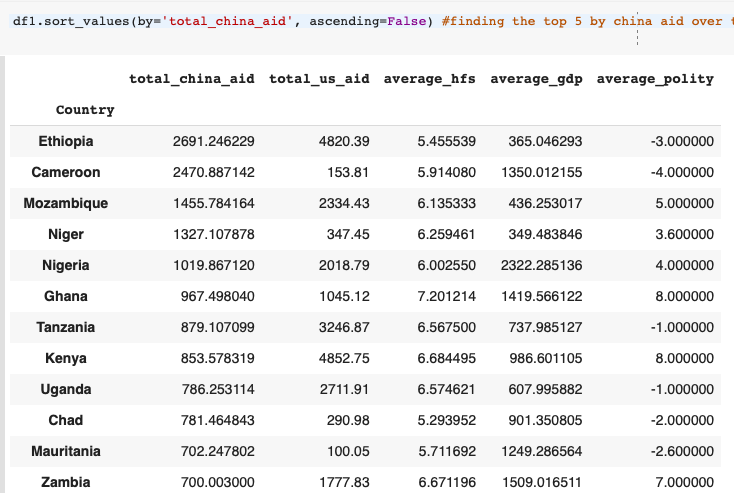 df1.sort_values(by='total_china_aid', ascending=False) #finding the top 5 by china aid over
total_china_aid total_us_aid average_hfs average_gdp average_polity
Country
Ethiopia 2691.246229 4820.39 5.455539 365.046293 -3.000000
Cameroon 2470.887142 153.81 5.914080 1350.012155 -4.000000
Mozambique 1455.784164 2334.43 6.135333 436.253017 5.000000
Niger 1327.107878 347.45 6.259461 349.483846 3.600000
Nigeria 1019.867120 2018.79 6.002550 2322.285136 4.000000
Ghana 967.498040 1045.12 7.201214 1419.566122 8.000000
Tanzania 879.107099 3246.87 6.567500 737.985127 -1.000000
Kenya 853.578319 4852.75 6.684495 986.601105 8.000000
Uganda 786.253114 2711.91 6.574621 607.995882 -1.000000
Chad 781.464843 290.98 5.293952 901.350805 -2.000000
Mauritania 702.247802 100.05 5.711692 1249.286564 -2.600000
Zambia 700.003000 1777.83 6.671196 1509.016511 7.000000